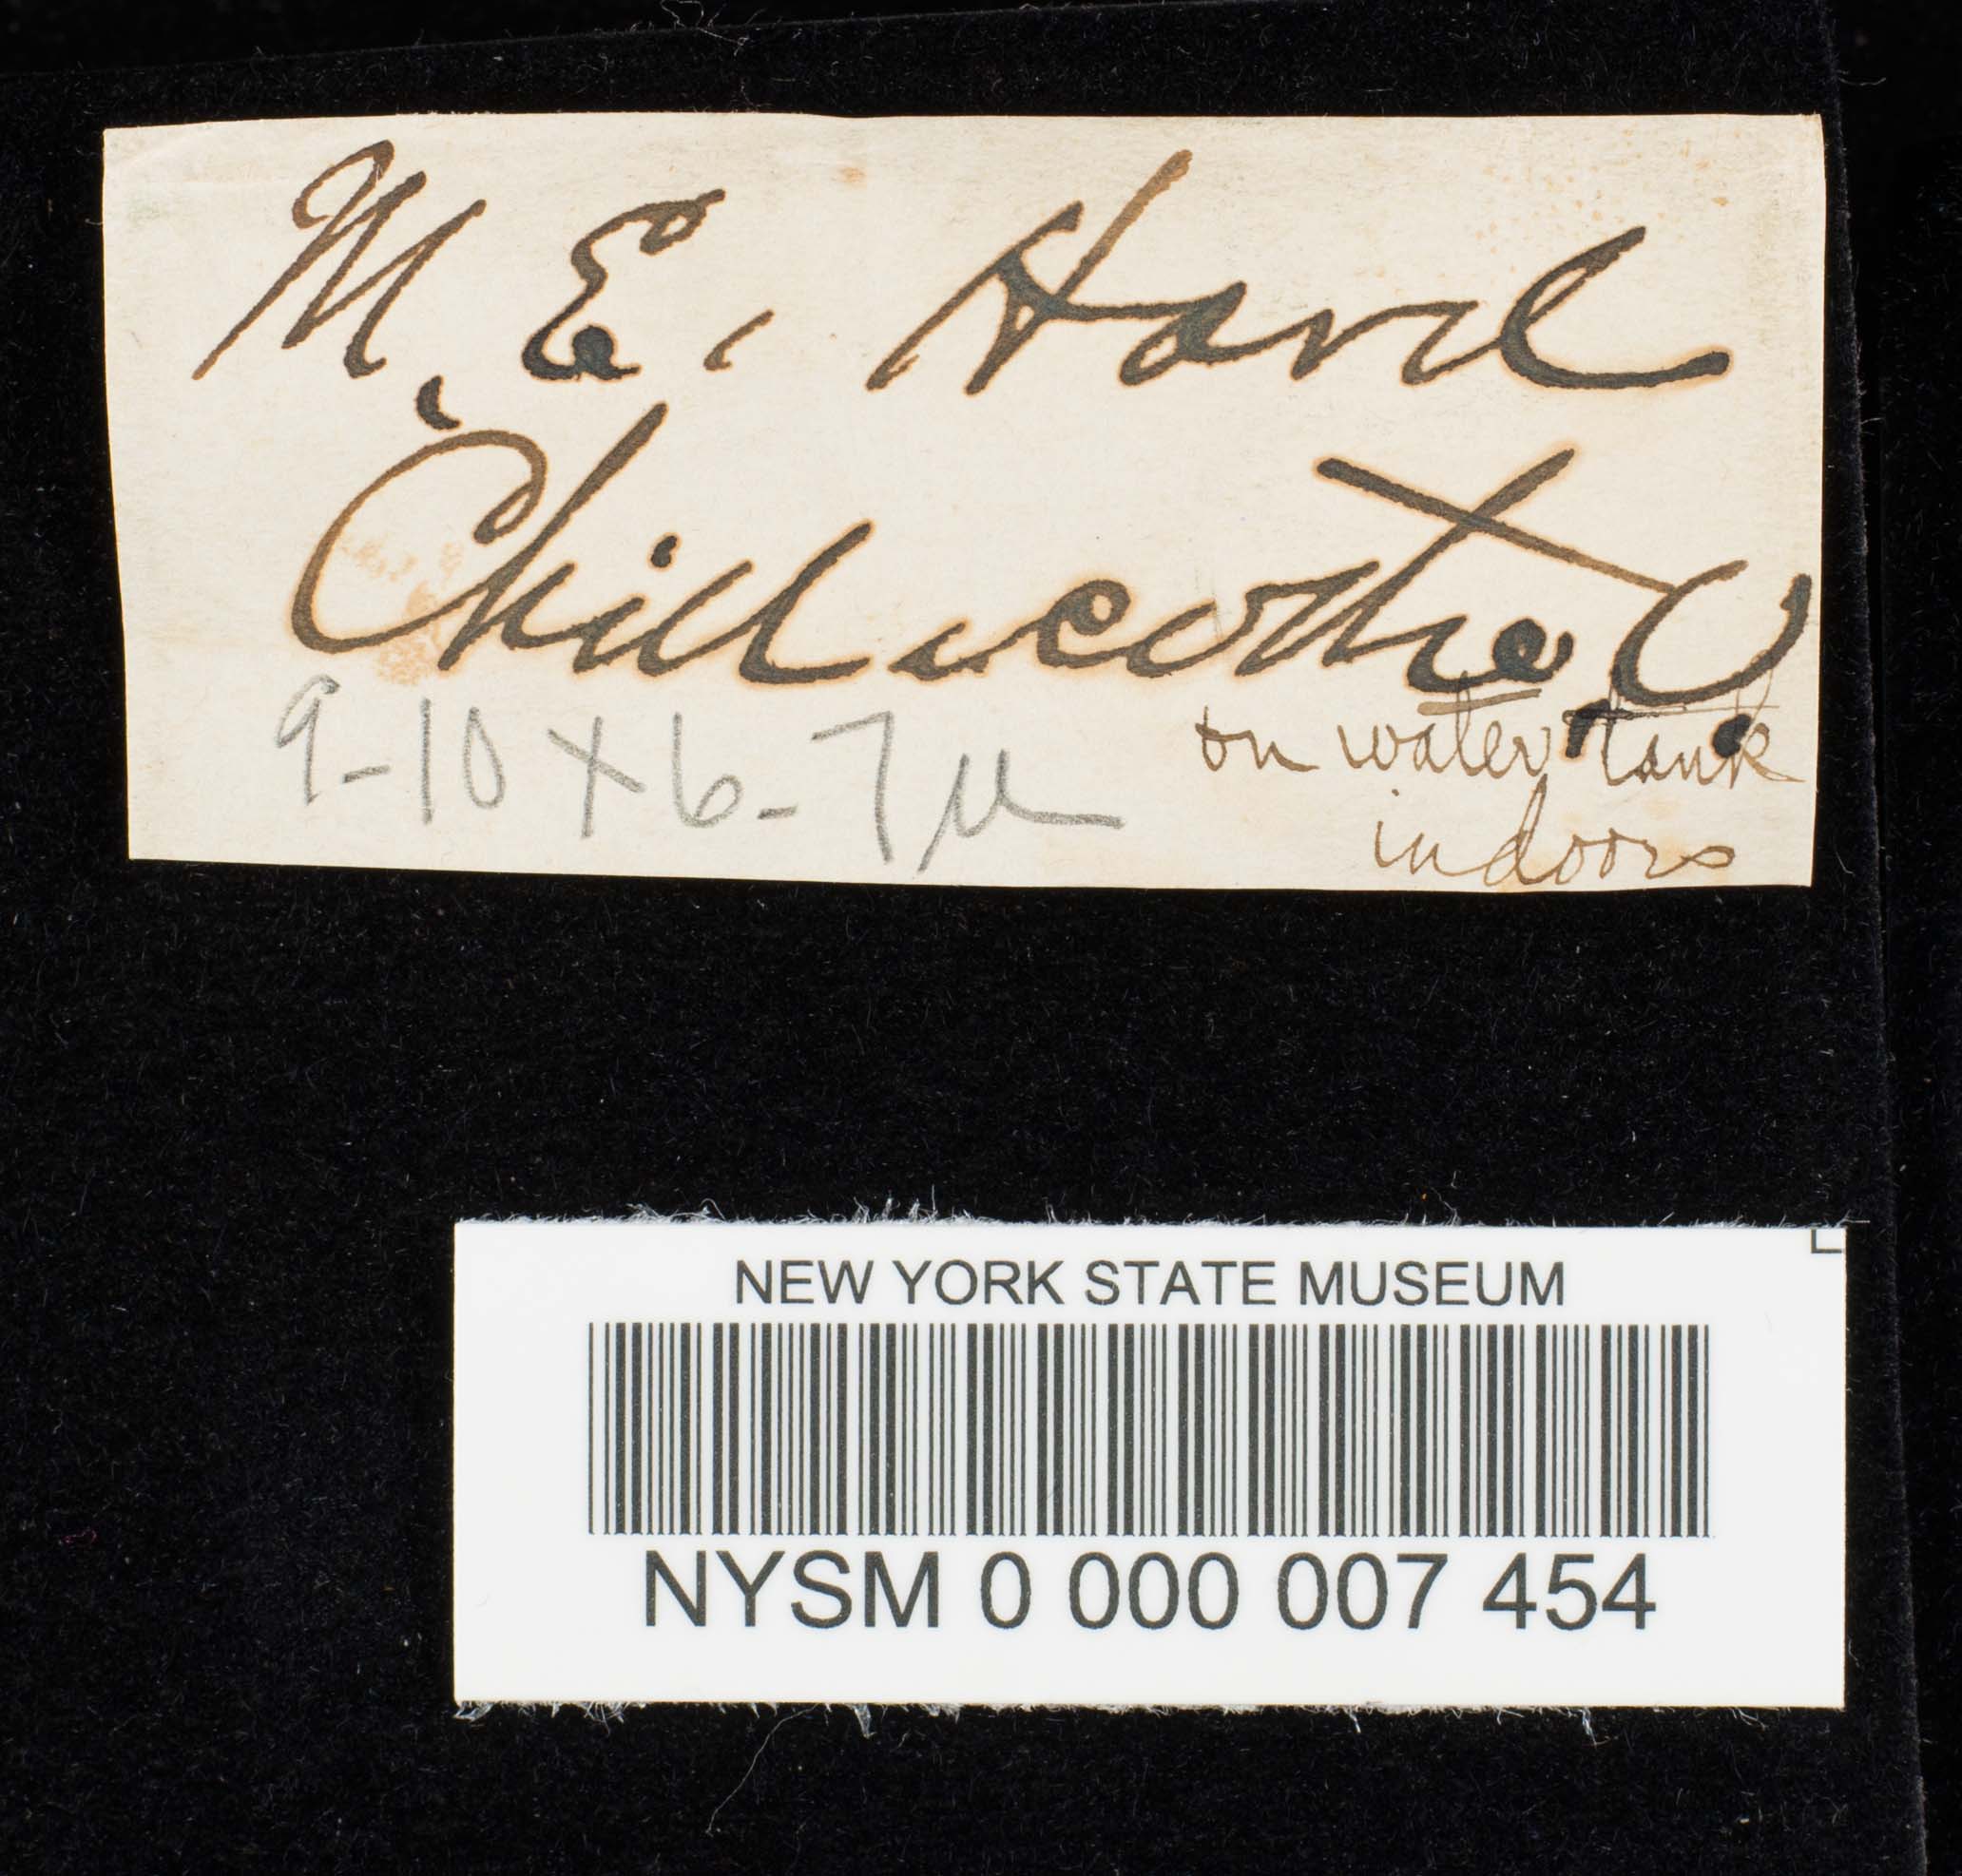 M. E. Hard
Chillicothe O.
9-10 x 6-7 µ
on water tank
indoors
NEW YORK STATE MUSEUM
NYSM 0 000 007 454